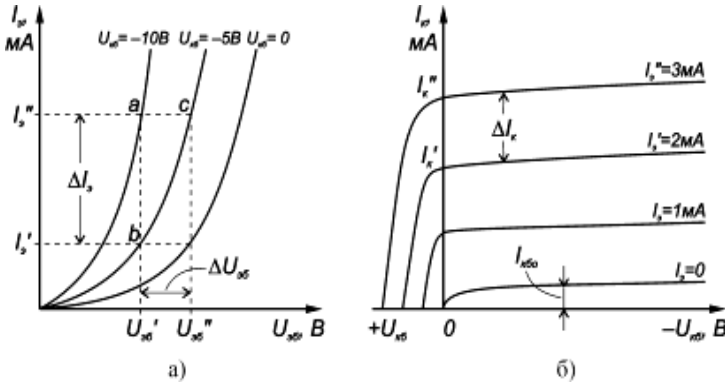 Iэ,
мА
Uкб= –10В
Uкб= –5В
Uкб= 0
Iэ"
a
c
ΔIэ
Iэ'
b
ΔUэб
Uэб'
Uэб"
Uэб, В
а)
Iк,
мА
Iк"
Iэ"=3мА
ΔIк
Iк'
Iэ'=2мА
Iэ=1мА
Iкбо
Iэ=0
+Uкб
0
–Uкб, В
б)